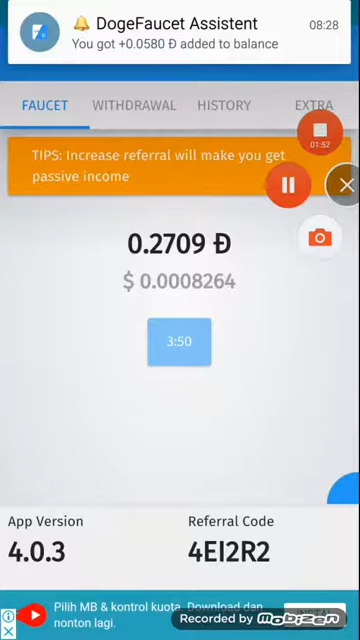 DogeFaucet Assistent
08:28
You got +0.0580 Đ added to balance
FAUCET
WITHDRAWAL
HISTORY
EXTRA
TIPS: Increase referral will make you get
passive income
01:52
0.2709 Đ
$ 0.0008264
3:50
App Version
Referral Code
4.0.3
4EI2R2
Pilih MB & kontrol kuota. Download dan
nonton lagi.
Recorded by MOBIZEN